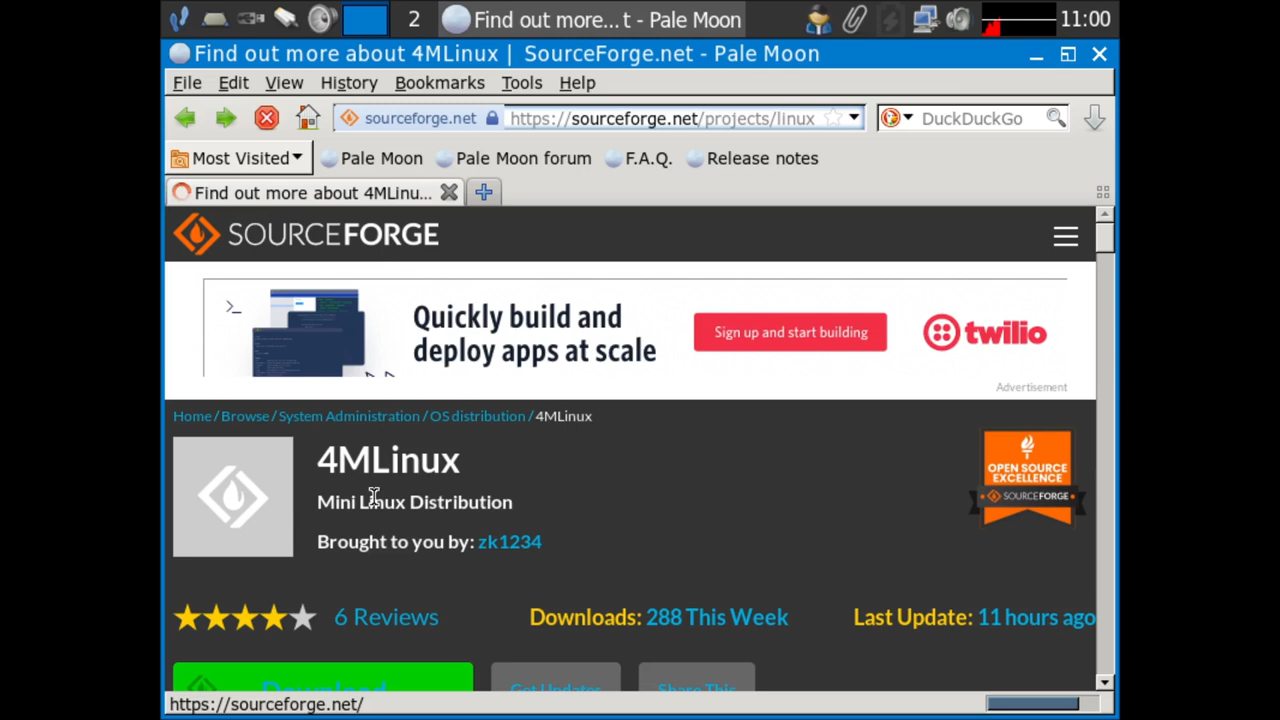 2 Find out more...t - Pale Moon 11:00
Find out more about 4MLinux | SourceForge.net - Pale Moon
File Edit View History Bookmarks Tools Help
sourceforge.net https://sourceforge.net/projects/linux DuckDuckGo
Most Visited Pale Moon Pale Moon forum F.A.Q. Release notes
Find out more about 4MLinu...
SOURCEFORGE
Quickly build and
deploy apps at scale
Sign up and start building
twilio
Advertisement
Home / Browse / System Administration / OS distribution / 4MLinux
4MLinux
Mini Linux Distribution
Brought to you by: zk1234
OPEN SOURCE
EXCELLENCE
SOURCEFORGE
6 Reviews Downloads: 288 This Week Last Update: 11 hours ago
Download Get Updates Share This
https://sourceforge.net/